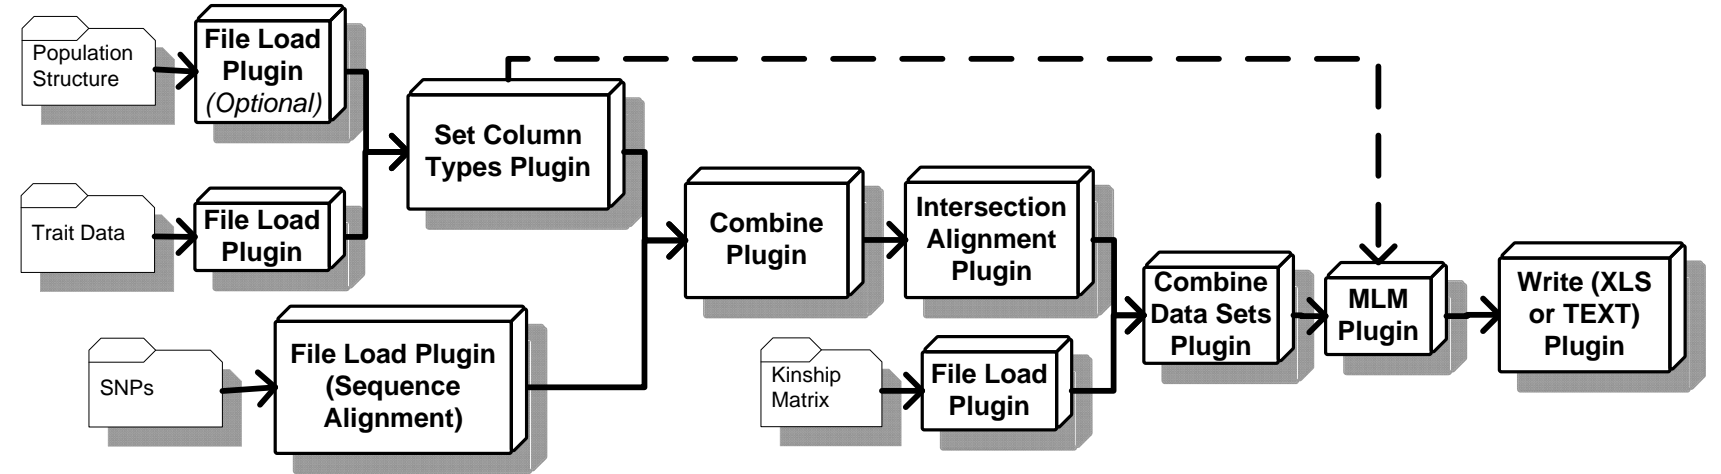 Population
Structure
File Load
Plugin
(Optional)
Set Column
Types Plugin
Trait Data
File Load
Plugin
Combine
Plugin
Intersection
Alignment
Plugin
Combine
Data Sets
Plugin
MLM
Plugin
Write (XLS
or TEXT)
Plugin
SNPs
File Load Plugin
(Sequence
Alignment)
Kinship
Matrix
File Load
Plugin